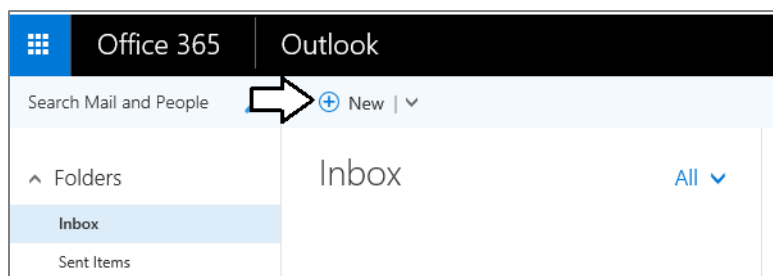 Office 365 Outlook
Search Mail and People New
Folders Inbox All
Inbox
Sent Items